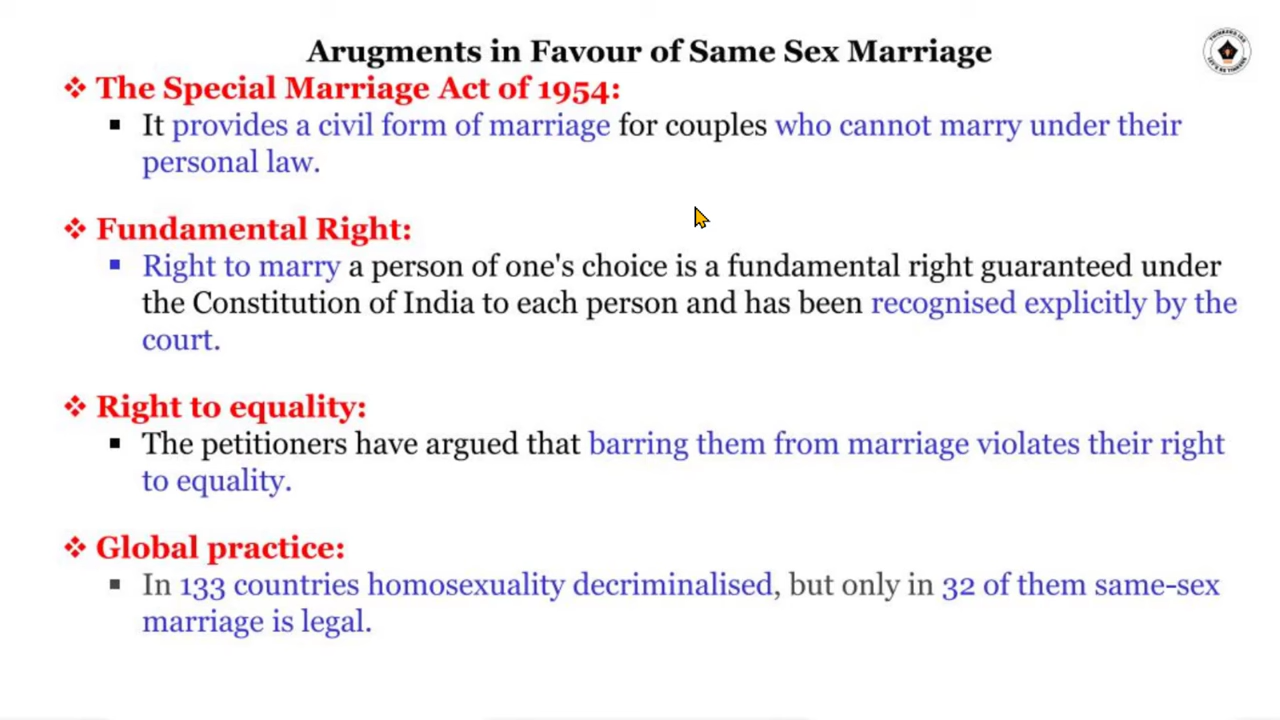 Arugments in Favour of Same Sex Marriage
❖ The Special Marriage Act of 1954:
▪ It provides a civil form of marriage for couples who cannot marry under their
personal law.
❖ Fundamental Right:
▪ Right to marry a person of one's choice is a fundamental right guaranteed under
the Constitution of India to each person and has been recognised explicitly by the
court.
❖ Right to equality:
▪ The petitioners have argued that barring them from marriage violates their right
to equality.
❖ Global practice:
▪ In 133 countries homosexuality decriminalised, but only in 32 of them same-sex
marriage is legal.